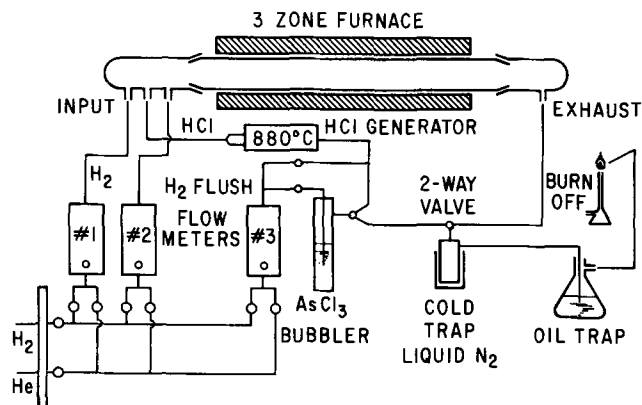 3 ZONE FURNACE
INPUT
HCl
880°C
HCl GENERATOR
EXHAUST
H2
H2 FLUSH
2-WAY
VALVE
BURN
OFF
#1
#2
FLOW
METERS
#3
AsCl3
BUBBLER
COLD
TRAP
LIQUID N2
OIL TRAP
H2
He